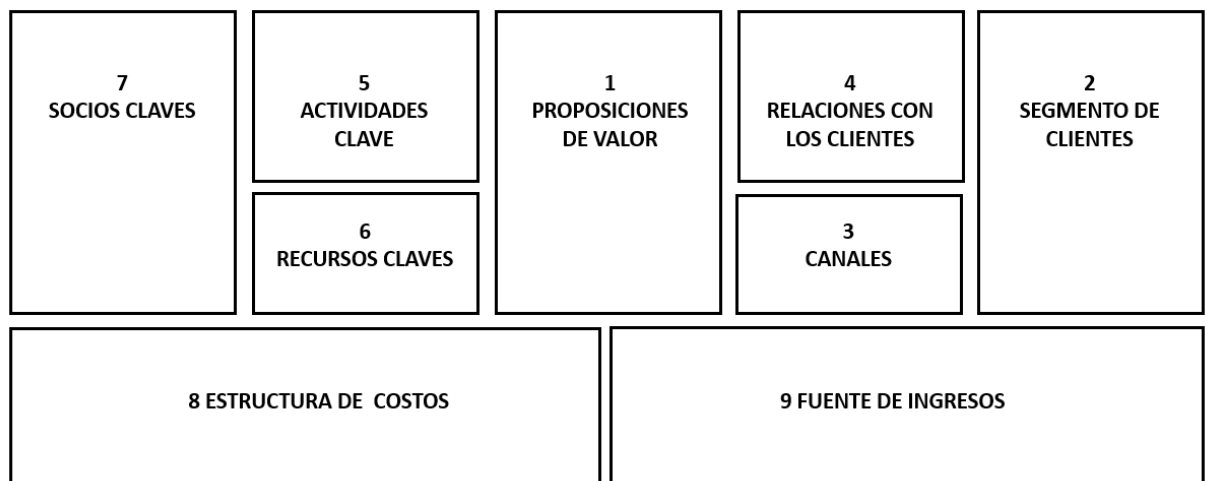 7
SOCIOS CLAVES
5
ACTIVIDADES
CLAVE
6
RECURSOS CLAVES
1
PROPOSICIONES
DE VALOR
4
RELACIONES CON
LOS CLIENTES
3
CANALES
2
SEGMENTO DE
CLIENTES
8 ESTRUCTURA DE COSTOS
9 FUENTE DE INGRESOS